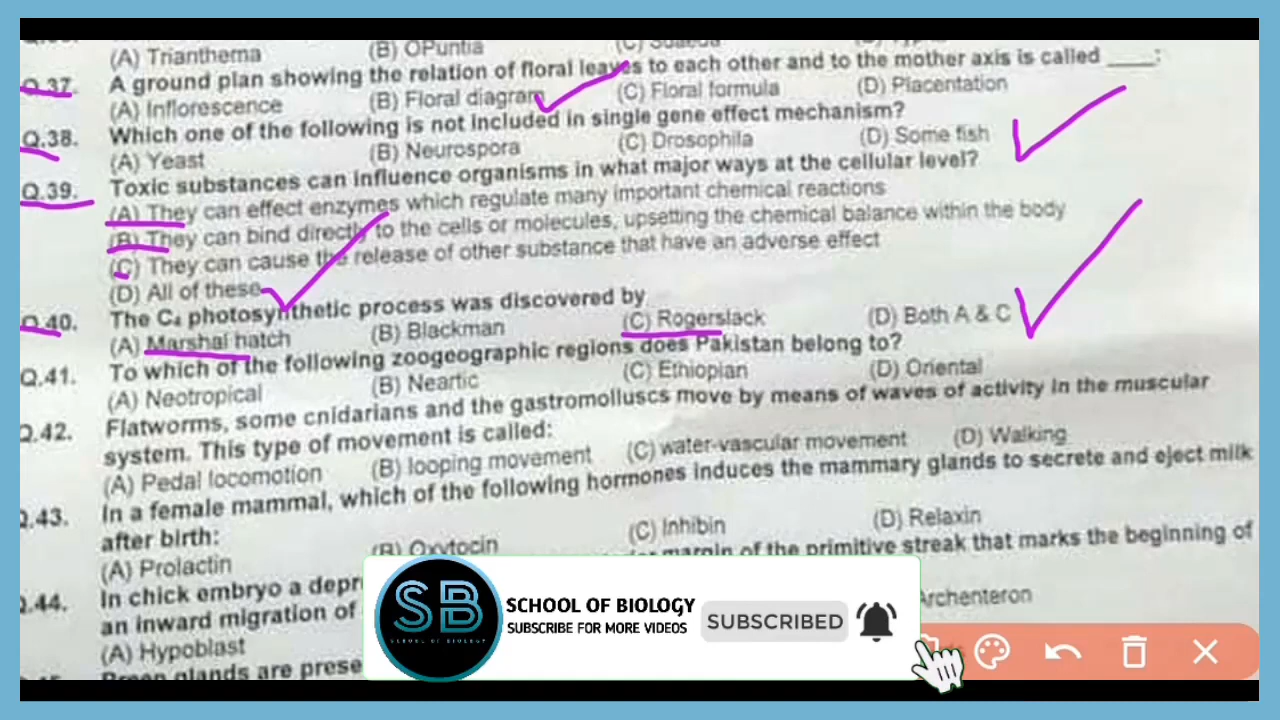 (A) Trianthema (B) OPuntia
Q.37. A ground plan showing the relation of floral leaves to each other and to the mother axis is called ____:
(A) Inflorescence (B) Floral diagram (C) Floral formula (D) Placentation
Q.38. Which one of the following is not included in single gene effect mechanism?
(A) Yeast (B) Neurospora (C) Drosophila (D) Some fish
Q.39. Toxic substances can influence organisms in what major ways at the cellular level?
(A) They can effect enzymes which regulate many important chemical reactions
(B) They can bind directly to the cells or molecules, upsetting the chemical balance within the body
(C) They can cause the release of other substance that have an adverse effect
(D) All of these
Q.40. The C₄ photosynthetic process was discovered by
(A) Marshal hatch (B) Blackman (C) Rogerslack (D) Both A & C
Q.41. To which of the following zoogeographic regions does Pakistan belong to?
(A) Neotropical (B) Neartic (C) Ethiopian (D) Oriental
Q.42. Flatworms, some cnidarians and the gastromolluscs move by means of waves of activity in the muscular
system. This type of movement is called:
(A) Pedal locomotion (B) looping movement (C) water-vascular movement (D) Walking
Q.43. In a female mammal, which of the following hormones induces the mammary glands to secrete and eject milk
after birth:
(A) Prolactin (B) Oxytocin (C) Inhibin (D) Relaxin
Q.44. In chick embryo a depr margin of the primitive streak that marks the beginning of
an inward migration of
(A) Hypoblast Archenteron
glands are prese
SB
SCHOOL OF BIOLOGY
SCHOOL OF BIOLOGY
SUBSCRIBE FOR MORE VIDEOS
SUBSCRIBED